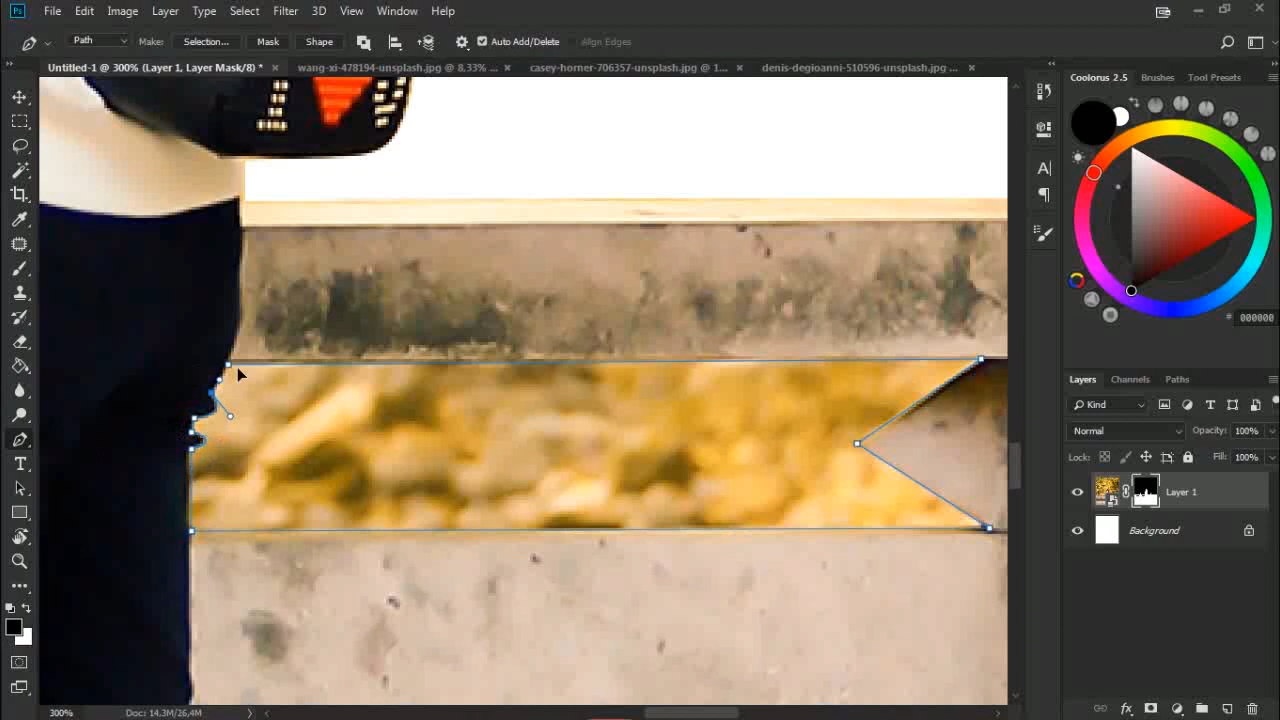 Ps File Edit Image Layer Type Select Filter 3D View Window Help
Path Make: Selection... Mask Shape Auto Add/Delete Align Edges
Untitled-1 @ 300% (Layer 1, Layer Mask/8) * × wang-xi-478194-unsplash.jpg @ 8,33% ... × casey-horner-706357-unsplash.jpg @ 1... × denis-degioanni-510596-unsplash.jpg ... ×
Coolorus 2.5 Brushes Tool Presets
# 000000
Layers Channels Paths
Kind
Normal Opacity: 100%
Lock: Fill: 100%
Layer 1
Background
300% Doc: 14,3M/26,4M